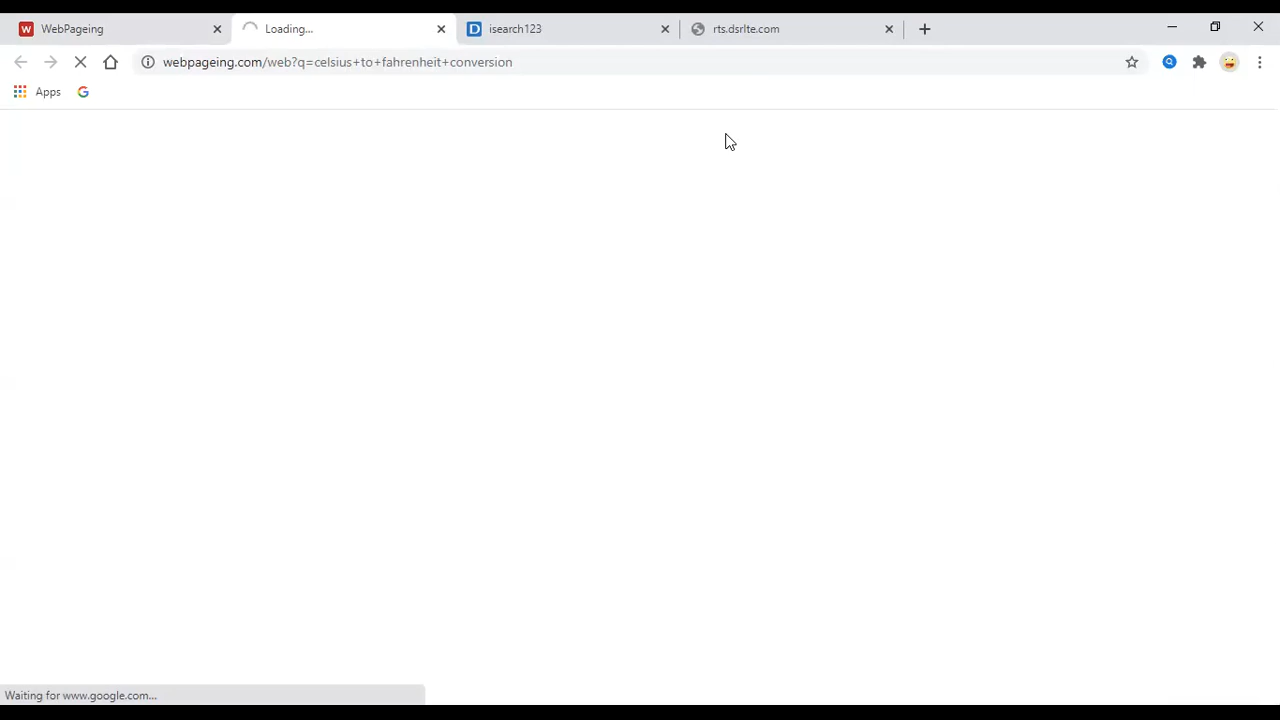 WebPageing
Loading...
isearch123
rts.dsrlte.com
webpageing.com/web?q=celsius+to+fahrenheit+conversion
Apps
Waiting for www.google.com...